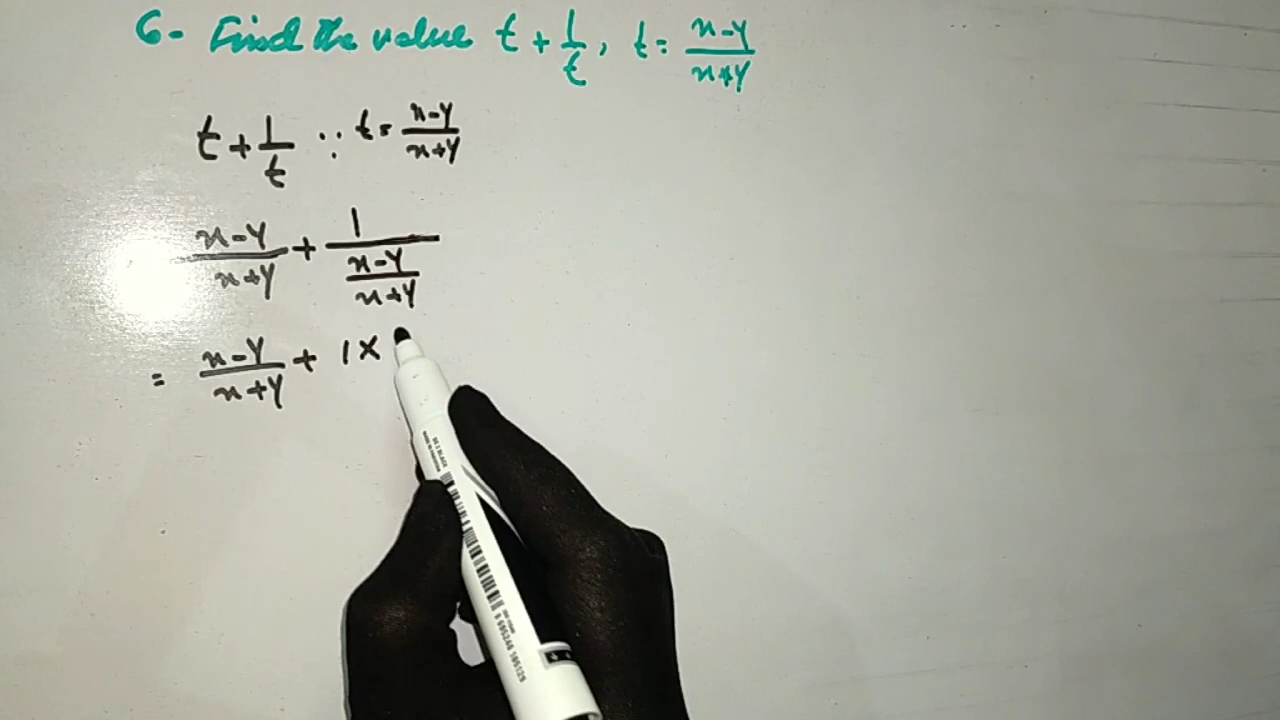 6- Find the value t + 1/t, t = x-y/x+y
t + 1/t ∵ t = x-y/x+y
x-y/x+y + 1/x-y/x+y
= x-y/x+y + 1 ×